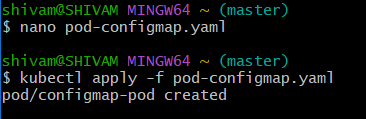 shivam@SHIVAM MINGW64 ~ (master)
$ nano pod-configmap.yaml
shivam@SHIVAM MINGW64 ~ (master)
$ kubectl apply -f pod-configmap.yaml
pod/configmap-pod created